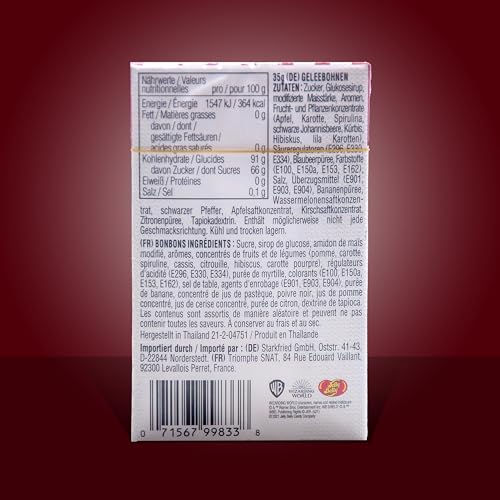 Nährwerte / Valeurs
nutritionnelles pro / pour 100 g
Energie / Énergie 1547 kJ / 364 kcal
Fett / Matières grasses 0 g
davon / dont /
gesättigte Fettsäuren /
acides gras saturés 0 g
Kohlenhydrate / Glucides 91 g
davon Zucker / dont Sucres 66 g
Eiweiß / Protéines 0 g
Salz / Sel 0,1 g
35g (DE) GELEEBOHNEN
ZUTATEN: Zucker, Glukosesirup,
modifizierte Maisstärke, Aromen,
Frucht- und Pflanzenkonzentrate
(Apfel, Karotte, Spirulina,
schwarze Johannisbeere, Kürbis,
Hibiskus, lila Karotten),
Säureregulatoren (E296, E330,
E334), Blaubeerpüree, Farbstoffe
(E100, E150a, E153, E162),
Salz, Überzugsmittel (E901,
E903, E904), Bananenpüree,
Wassermelonensaftkonzen-
trat, schwarzer Pfeffer, Apfelsaftkonzentrat, Kirschsaftkonzentrat,
Zitronenpüree, Tapiokadextrin. Enthält möglicherweise nicht jede
Geschmacksrichtung. Kühl und trocken lagern.
(FR) BONBONS INGRÉDIENTS: Sucre, sirop de glucose, amidon de maïs
modifié, arômes, concentrés de fruits et de légumes (pomme, carotte,
spiruline, cassis, citrouille, hibiscus, carotte pourpre), régulateurs
d'acidité (E296, E330, E334), purée de myrtille, colorants (E100, E150a,
E153, E162), sel de table, agents d'enrobage (E901, E903, E904), purée
de banane, concentré de jus de pastèque, poivre noir, jus de pomme
concentré, jus de cerise concentré, purée de citron, dextrine de tapioca.
Les contenus sont assortis de manière aléatoire et peuvent ne pas
contenir toutes les saveurs. A conserver au frais et au sec.
Hergestellt in Thailand 21-2-04751 / Produit en Thaïlande
Importiert durch / Importé par : (DE) Starkfried GmbH, Oststr. 41-43,
D-22844 Norderstedt. (FR) Triomphe SNAT, 84 Rue Edouard Vaillant,
92300 Levallois Perret, France.
WB
WIZARDING
WORLD
Jelly
Belly
0 71567 99833 8